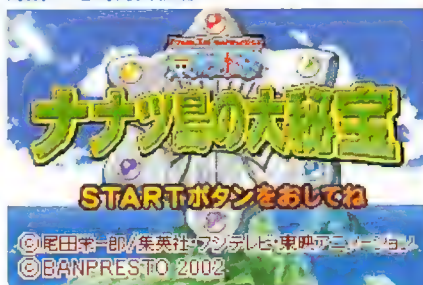 ナナツ島の大秘宝
STARTボタンをおしてね
©尾田栄一郎/集英社・フジテレビ・東映アニメーション
©BANPRESTO 2002